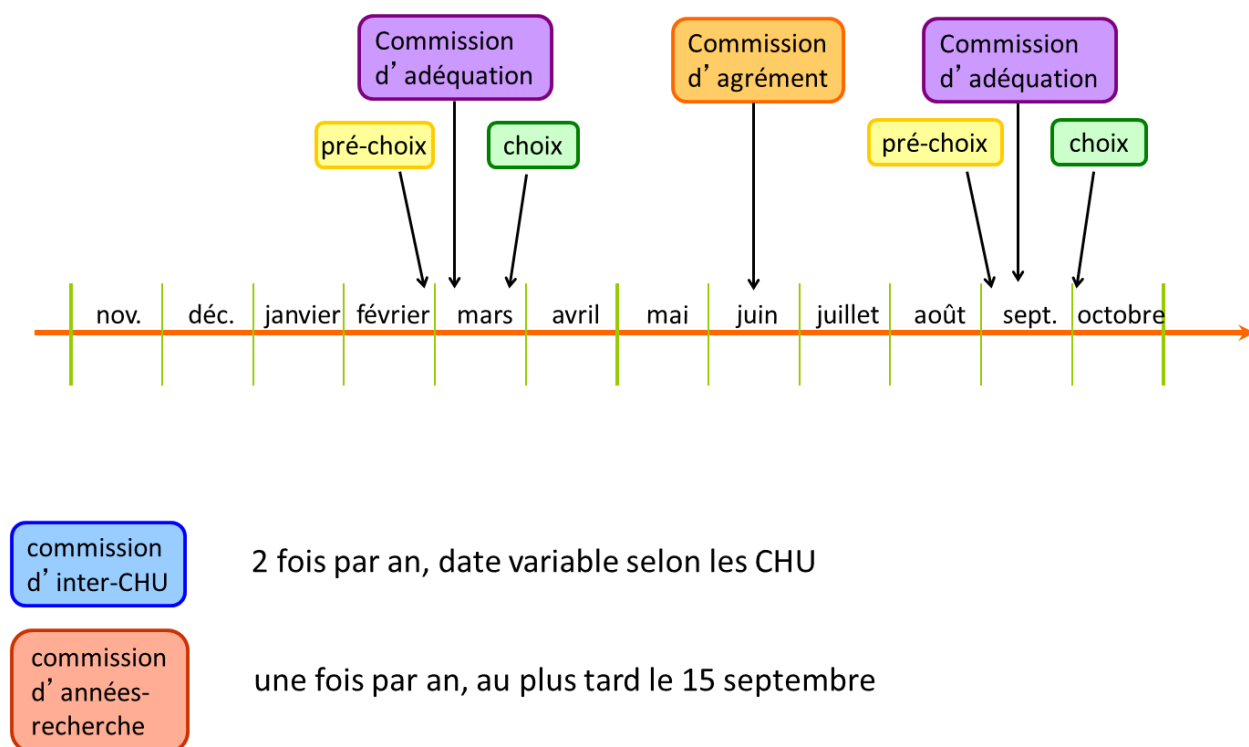 Commission
d’adéquation
Commission
d’agrément
Commission
d’adéquation
pré-choix
choix
pré-choix
choix
nov.
déc.
janvier
février
mars
avril
mai
juin
juillet
août
sept.
octobre
commission
d’inter-CHU
2 fois par an, date variable selon les CHU
commission
d’années-
recherche
une fois par an, au plus tard le 15 septembre